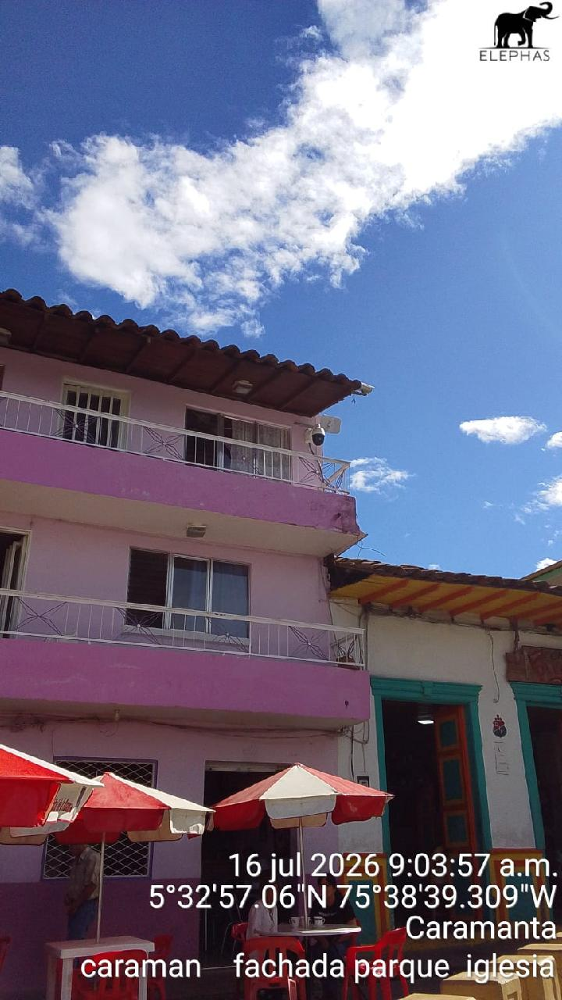 ELEPHAS
16 jul 2026 9:03:57 a.m.
5°32'57.06"N 75°38'39.309"W
Caramanta
caraman fachada parque iglesia